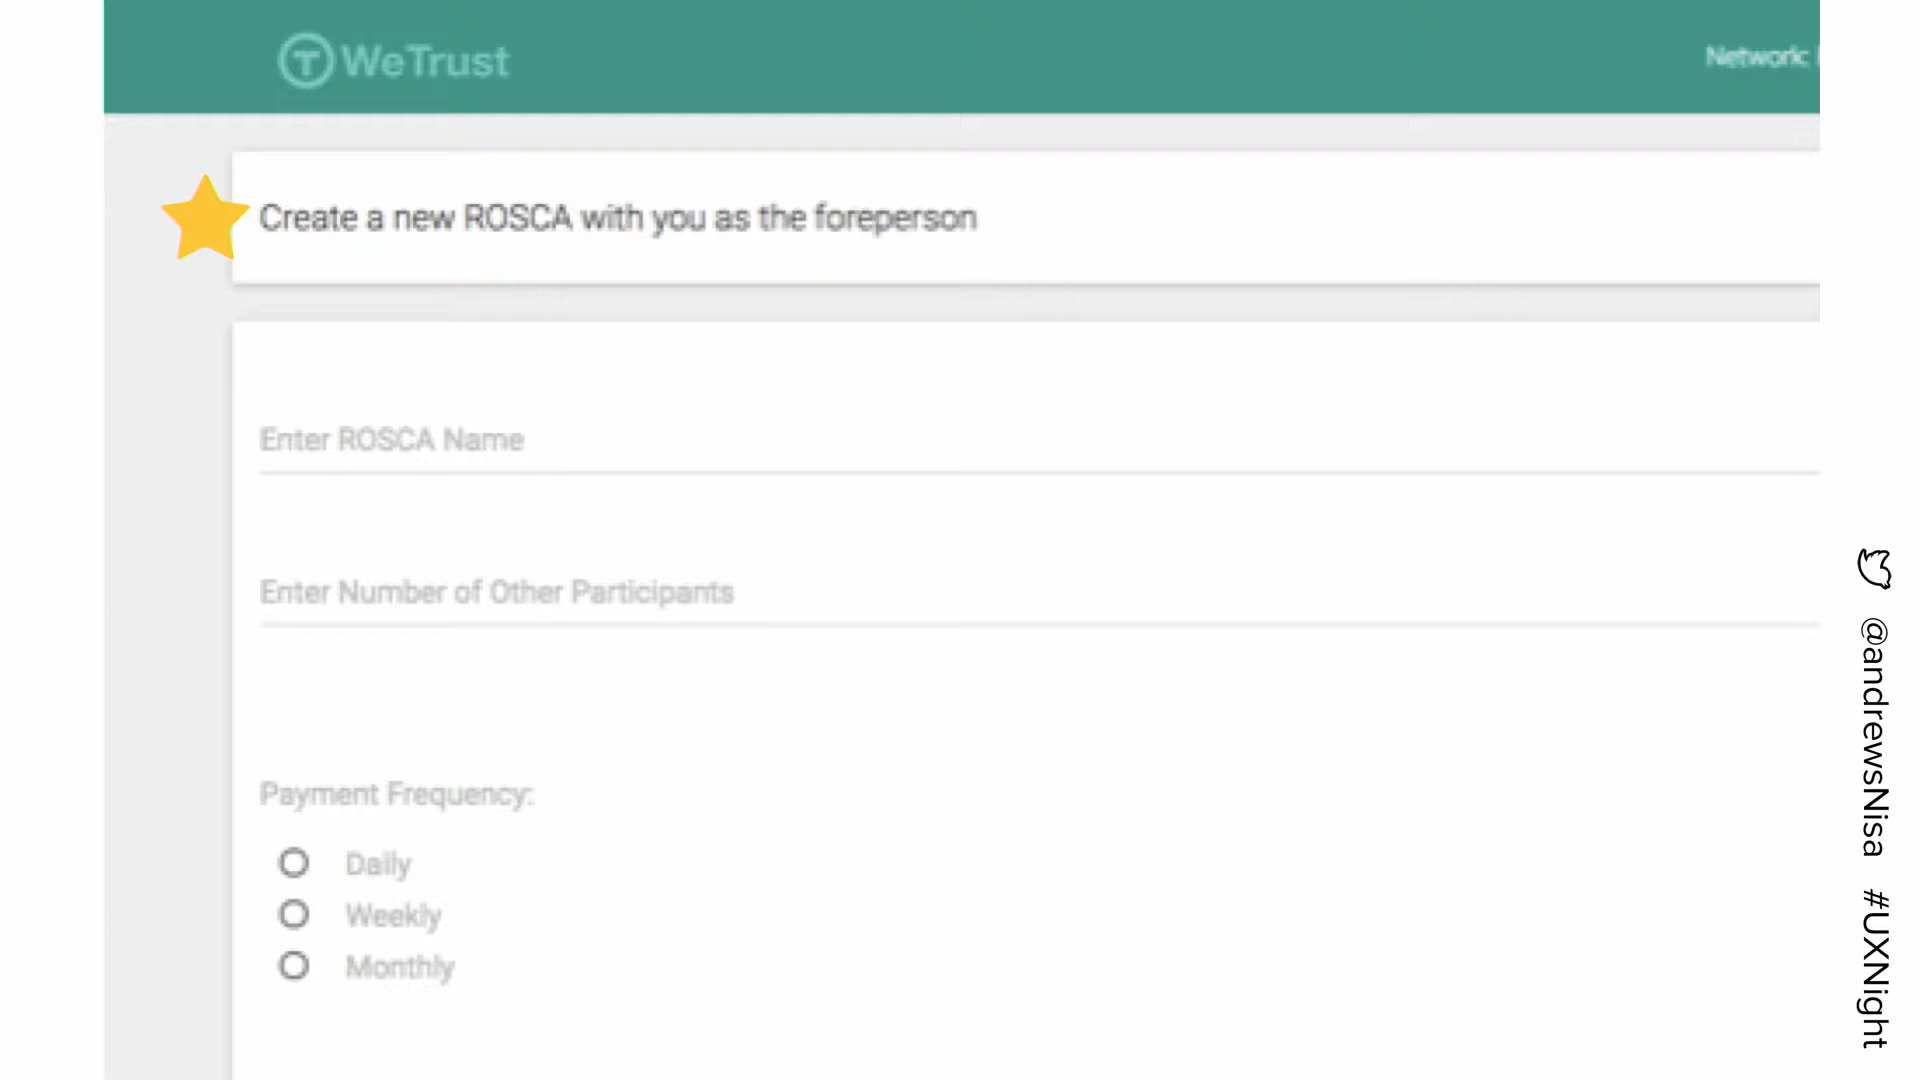 WeTrust
Network:
Create a new ROSCA with you as the foreperson
Enter ROSCA Name
Enter Number of Other Participants
Payment Frequency:
Daily
Weekly
Monthly
@andrewsNisa #UXNight